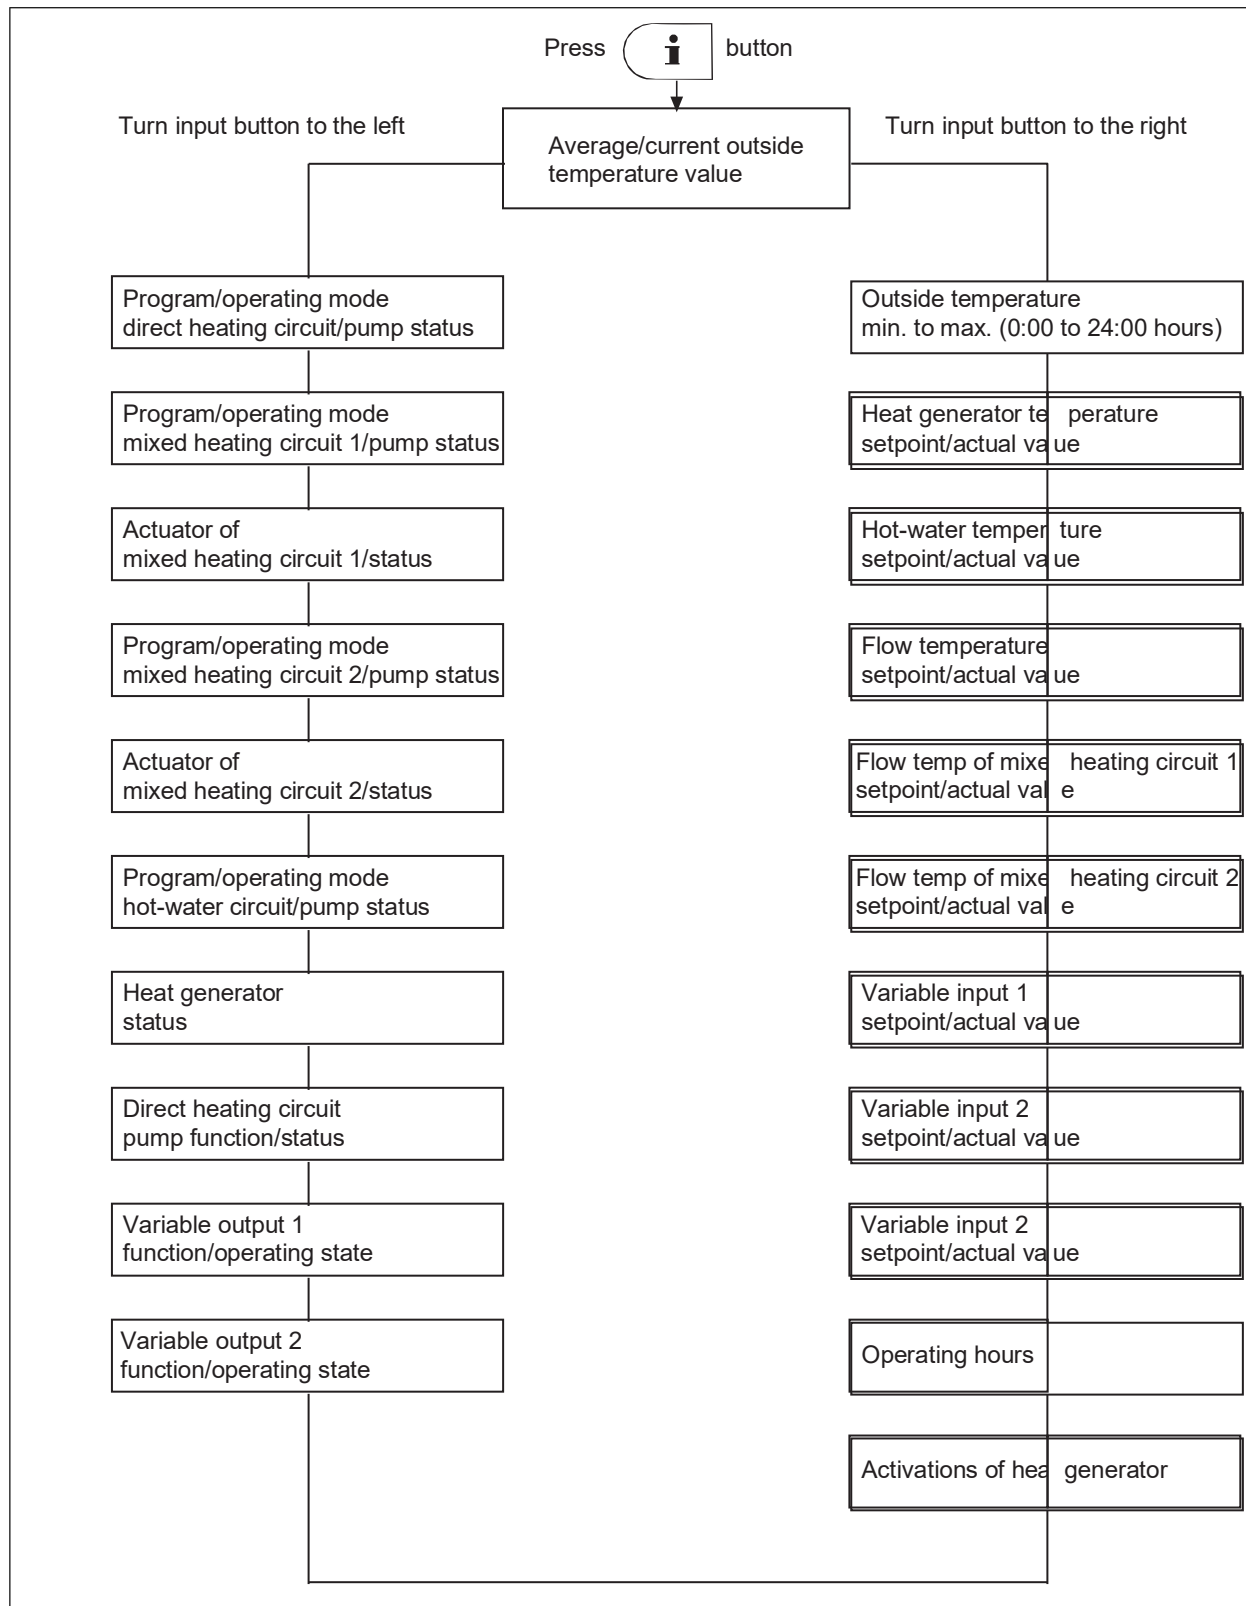 Press i button
Turn input button to the left
Average/current outside
temperature value
Turn input button to the right
Program/operating mode
direct heating circuit/pump status
Program/operating mode
mixed heating circuit 1/pump status
Actuator of
mixed heating circuit 1/status
Program/operating mode
mixed heating circuit 2/pump status
Actuator of
mixed heating circuit 2/status
Program/operating mode
hot-water circuit/pump status
Heat generator
status
Direct heating circuit
pump function/status
Variable output 1
function/operating state
Variable output 2
function/operating state
Outside temperature
min. to max. (0:00 to 24:00 hours)
Heat generator te perature
setpoint/actual va ue
Hot-water temper ture
setpoint/actual va ue
Flow temperature
setpoint/actual va ue
Flow temp of mixe heating circuit 1
setpoint/actual val e
Flow temp of mixe heating circuit 2
setpoint/actual val e
Variable input 1
setpoint/actual va ue
Variable input 2
setpoint/actual va ue
Variable input 2
setpoint/actual va ue
Operating hours
Activations of hea generator